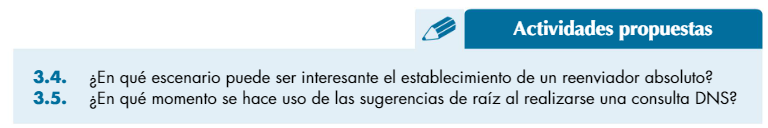 Actividades propuestas
3.4. ¿En qué escenario puede ser interesante el establecimiento de un reenviador absoluto?
3.5. ¿En qué momento se hace uso de las sugerencias de raíz al realizarse una consulta DNS?